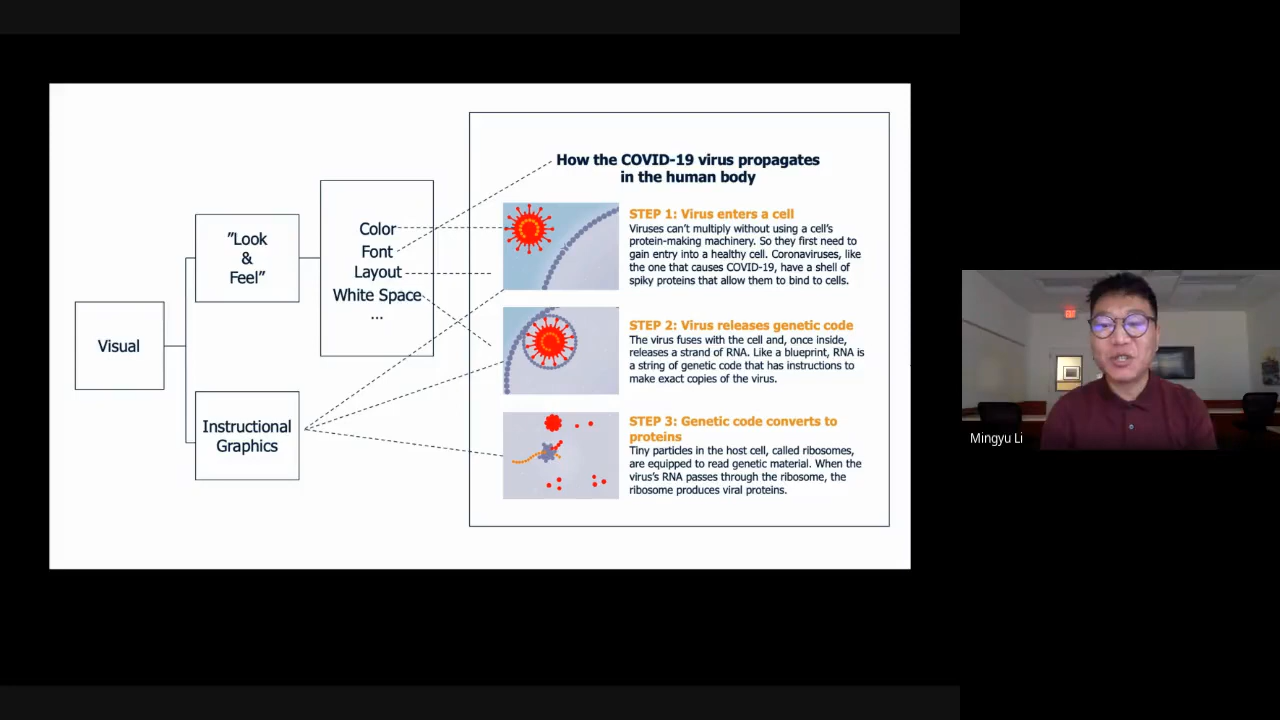 Visual
”Look
&
Feel”
Instructional
Graphics
Color
Font
Layout
White Space
...
How the COVID-19 virus propagates
in the human body
STEP 1: Virus enters a cell
Viruses can’t multiply without using a cell’s
protein-making machinery. So they first need to
gain entry into a healthy cell. Coronaviruses, like
the one that causes COVID-19, have a shell of
spiky proteins that allow them to bind to cells.
STEP 2: Virus releases genetic code
The virus fuses with the cell and, once inside,
releases a strand of RNA. Like a blueprint, RNA is
a string of genetic code that has instructions to
make exact copies of the virus.
STEP 3: Genetic code converts to
proteins
Tiny particles in the host cell, called ribosomes,
are equipped to read genetic material. When the
virus’s RNA passes through the ribosome, the
ribosome produces viral proteins.
Mingyu Li